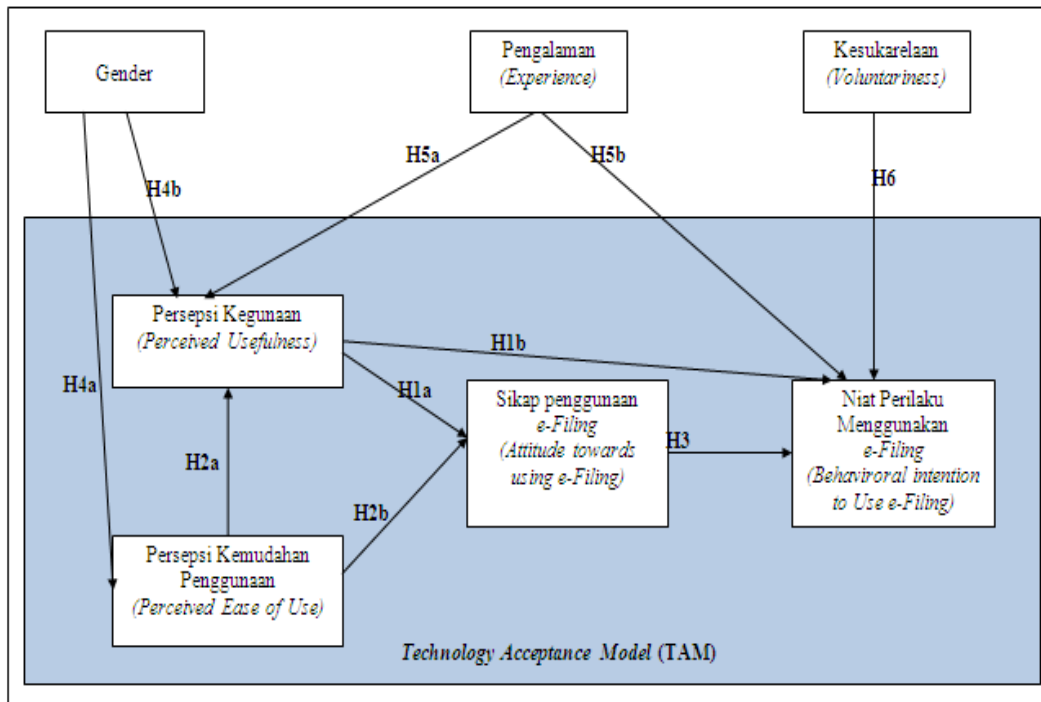 Gender
Pengalaman
(Experience)
Kesukarelaan
(Voluntariness)
H5a
H5b
H4b
H6
Persepsi Kegunaan
(Perceived Usefulness)
H1b
H4a
H1a
Sikap penggunaan
e-Filing
(Attitude towards
using e-Filing)
H3
Niat Perilaku
Menggunakan
e-Filing
(Behaviroral intention
to Use e-Filing)
H2a
H2b
Persepsi Kemudahan
Penggunaan
(Perceived Ease of Use)
Technology Acceptance Model (TAM)